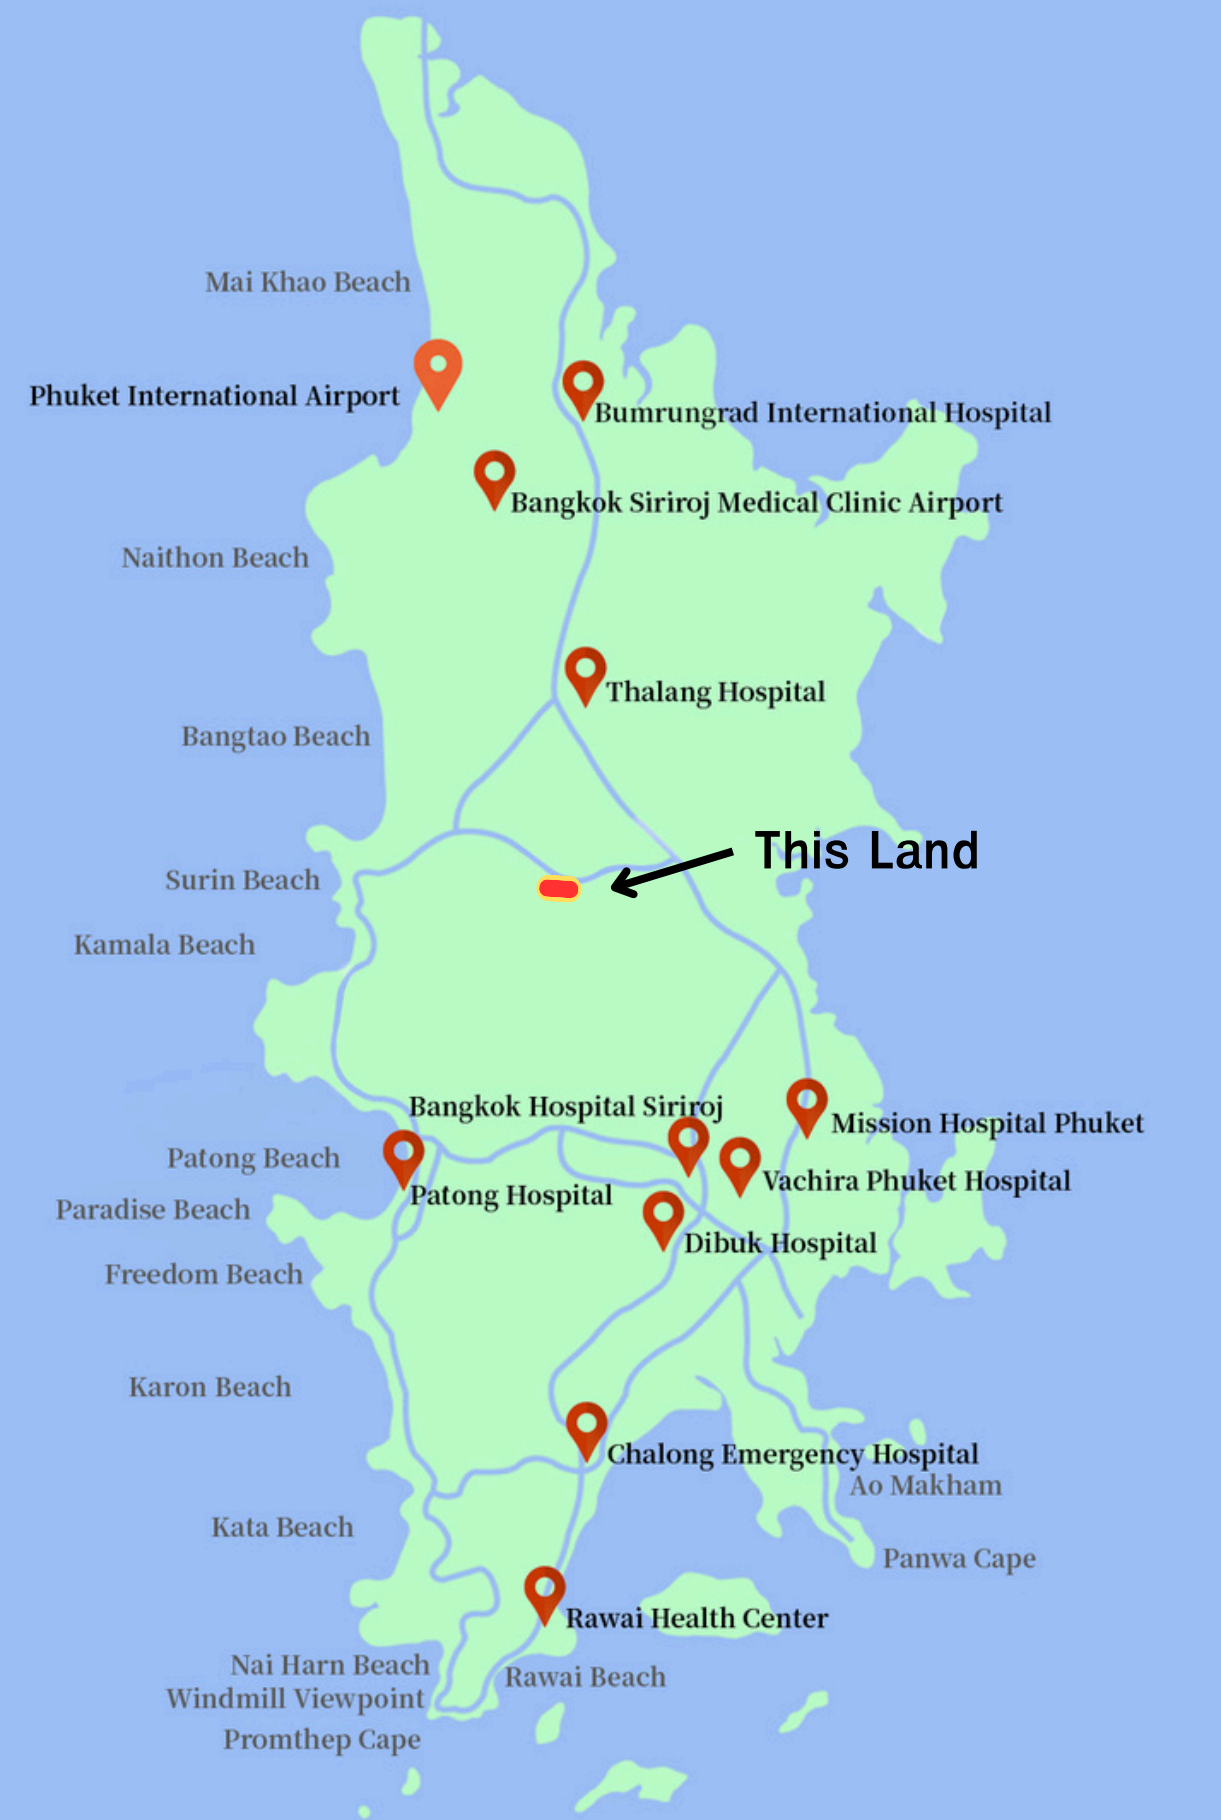 Mai Khao Beach
Phuket International Airport
Bumrungrad International Hospital
Bangkok Siriroj Medical Clinic Airport
Naithon Beach
Thalang Hospital
Bangtao Beach
This Land
Surin Beach
Kamala Beach
Bangkok Hospital Siriroj
Mission Hospital Phuket
Patong Beach
Vachira Phuket Hospital
Patong Hospital
Paradise Beach
Dibuk Hospital
Freedom Beach
Karon Beach
Chalong Emergency Hospital
Ao Makham
Kata Beach
Panwa Cape
Rawai Health Center
Nai Harn Beach
Rawai Beach
Windmill Viewpoint
Promthep Cape